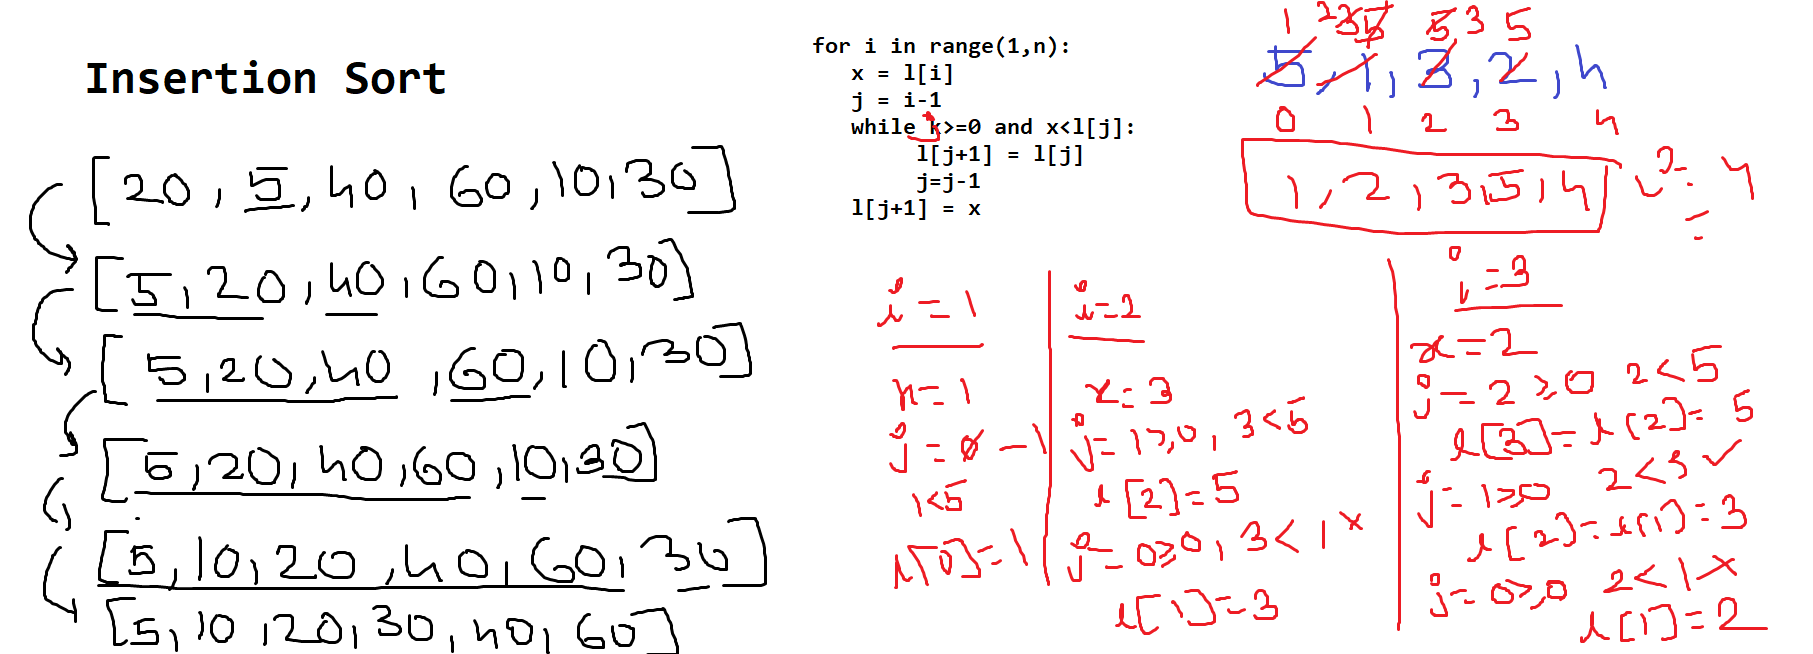 Insertion Sort
[20, 5, 40, 60, 10, 30]
[5, 20, 40, 60, 10, 30]
[5, 20, 40, 60, 10, 30]
[5, 20, 40, 60, 10, 30]
[5, 10, 20, 40, 60, 30]
[5, 10, 20, 30, 40, 60]
for i in range(1,n):
x = l[i]
j = i-1
while k>=0 and x<l[j]:
j
l[j+1] = l[j]
j=j-1
l[j+1] = x
1 2 3 5 5 3 5
5, 1, 3, 2, 4
0 1 2 3 4
1, 2, 3, 5, 4
i = 4
i = 1
x = 1
j = 0 -1
1<5
l[0] = 1
i=2
x = 3
j = 1>,0, 3<5
l[2] = 5
j = 0≥0, 3<1 x
l[1] = 3
i=3
x = 2
j = 2 ≥0 2<5
l[3] = l[2] = 5
2<3 ✓
j = 1≥0
l[2] = l[1] = 3
j = 0≥0 2<1 x
l[1] = 2